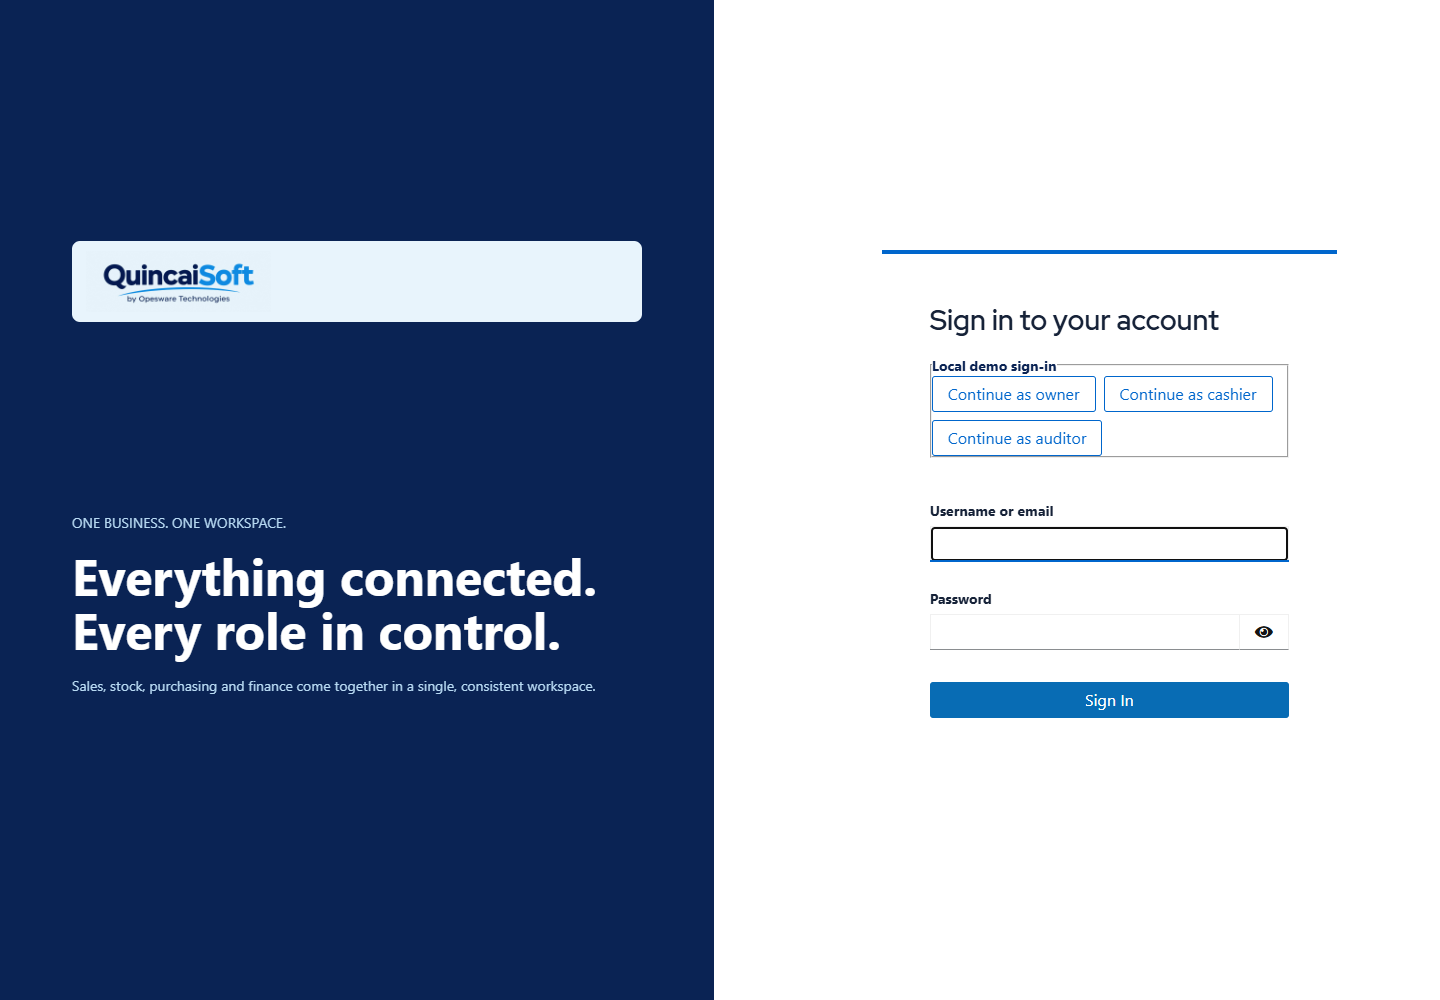 QuincaiSoft
by Opesware Technologies
ONE BUSINESS. ONE WORKSPACE.
Everything connected.
Every role in control.
Sales, stock, purchasing and finance come together in a single, consistent workspace.
Sign in to your account
Local demo sign-in
Continue as owner
Continue as cashier
Continue as auditor
Username or email
Password
Sign In